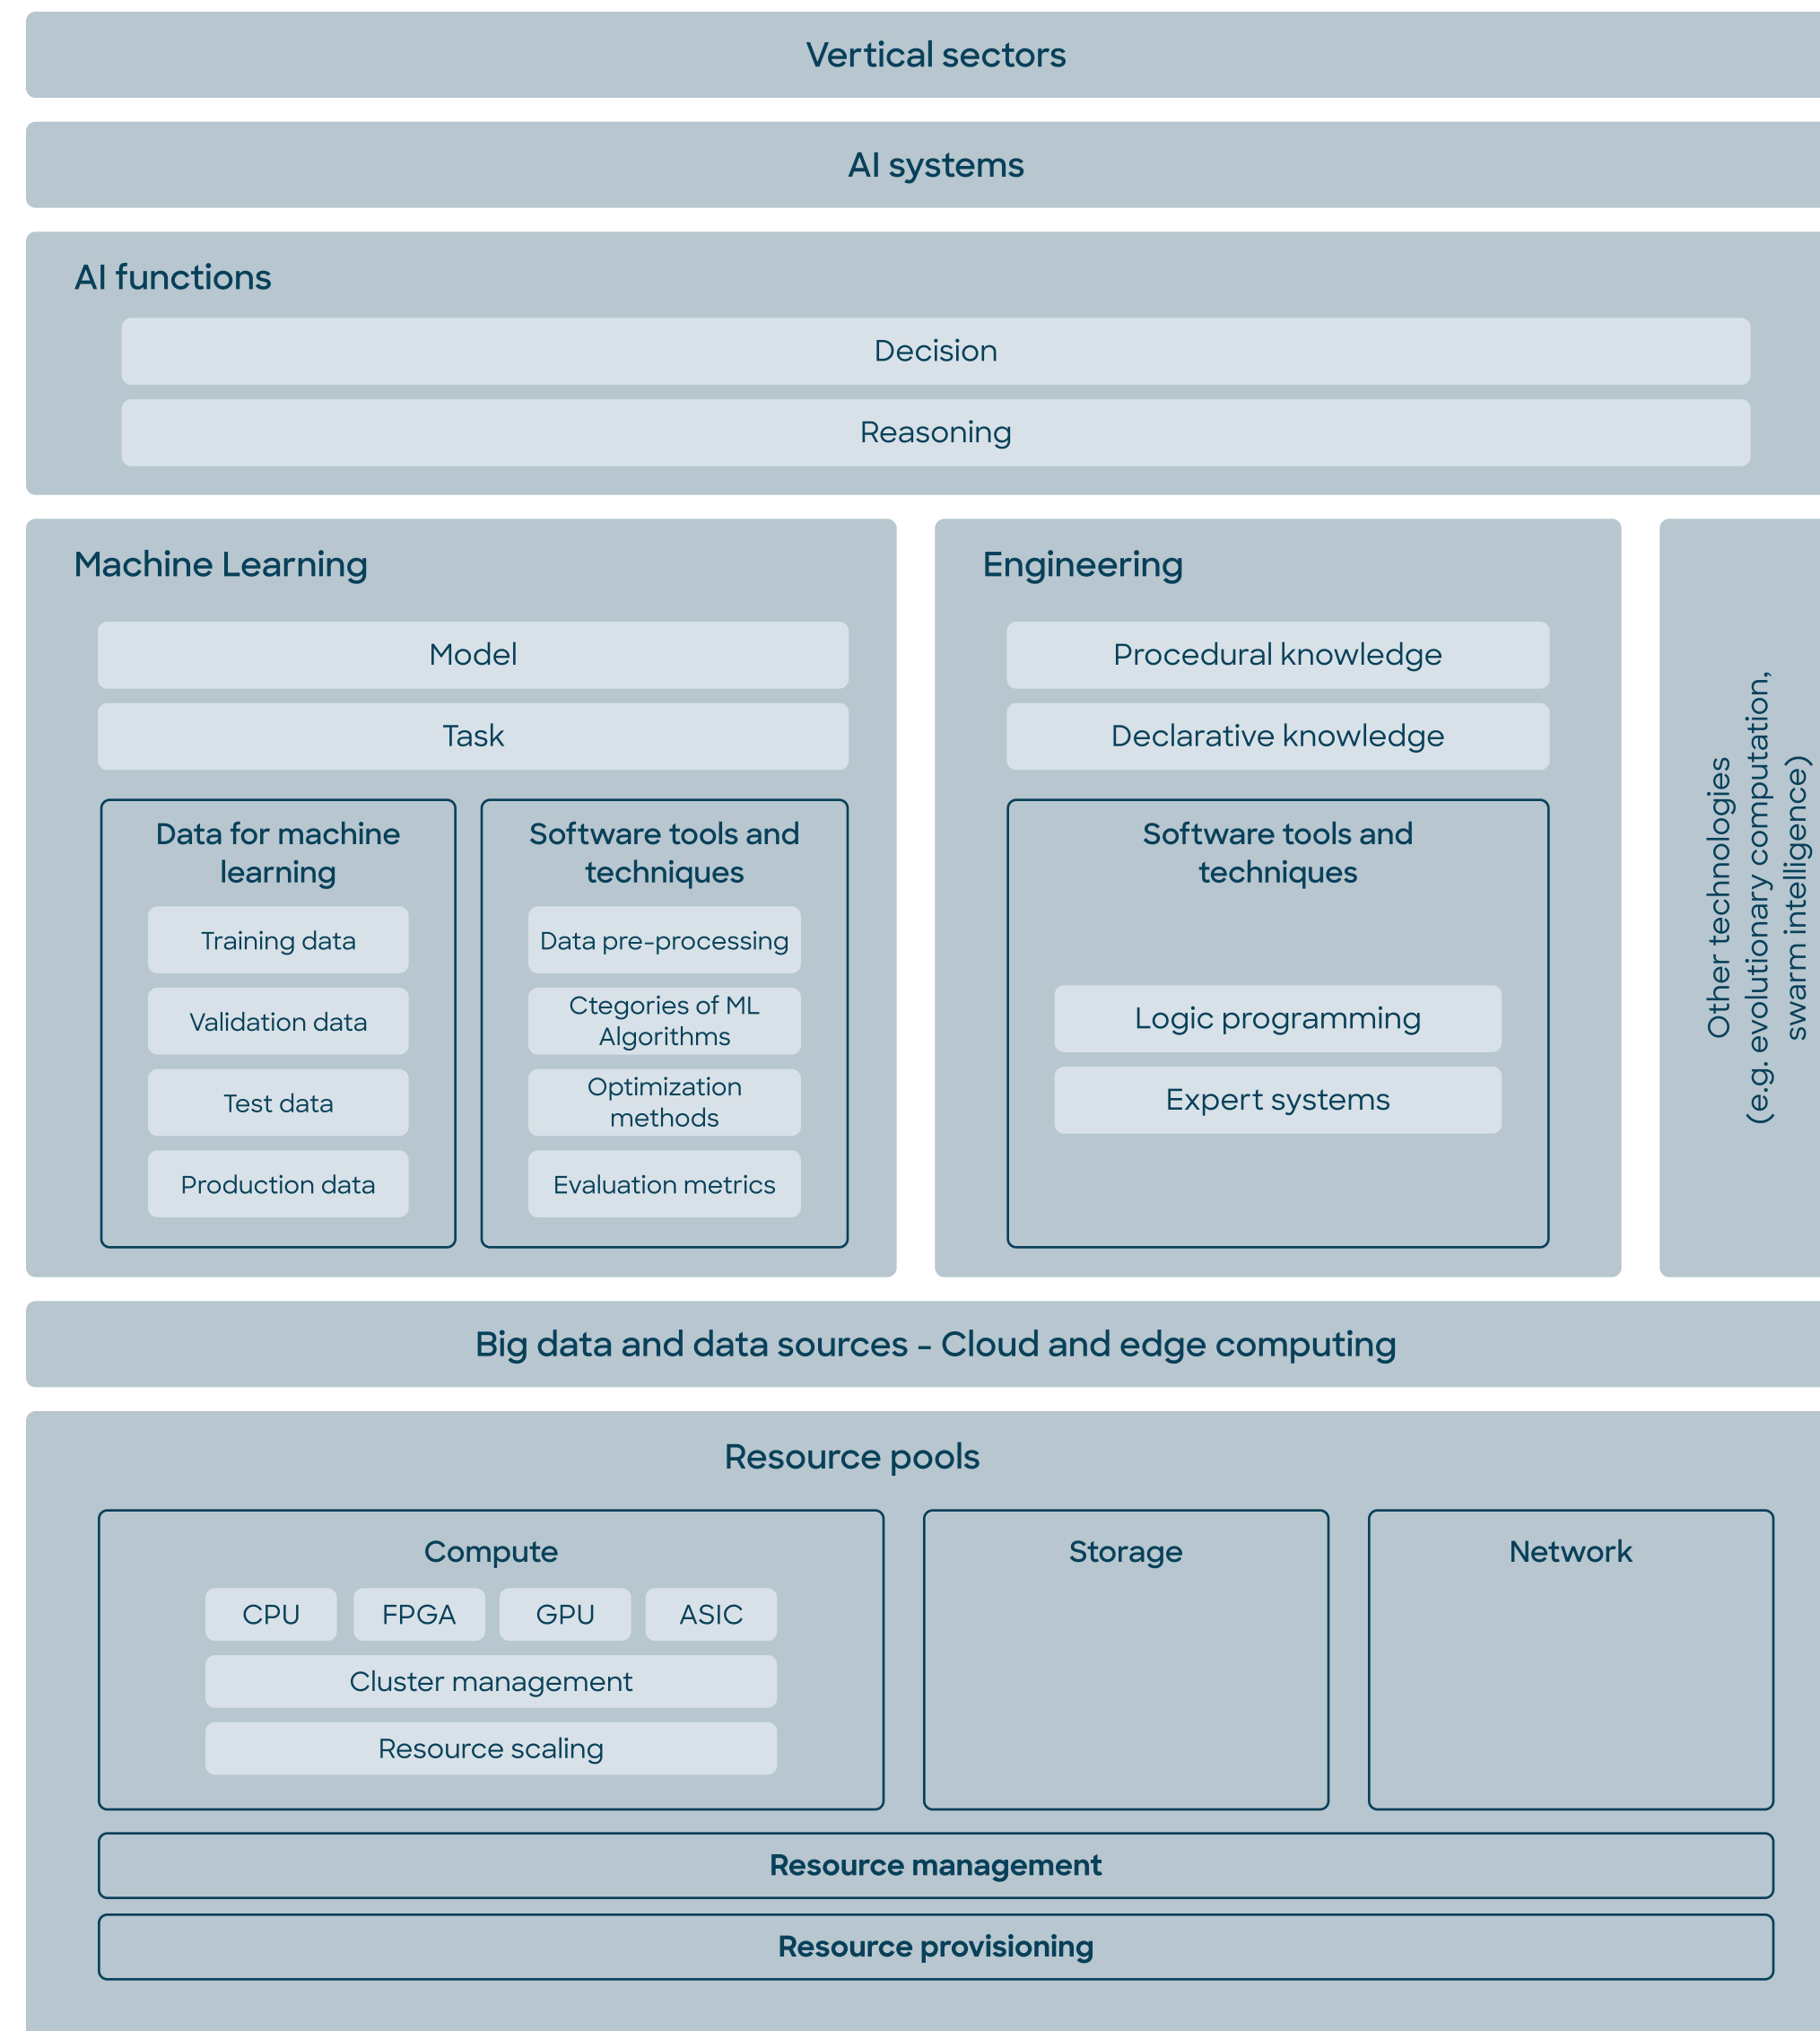 Vertical sectors
AI systems
AI functions
Decision
Reasoning
Machine Learning
Model
Task
Data for machine
learning
Training data
Validation data
Test data
Production data
Software tools and
techniques
Data pre-processing
Ctegories of ML
Algorithms
Optimization
methods
Evaluation metrics
Engineering
Procedural knowledge
Declarative knowledge
Software tools and
techniques
Logic programming
Expert systems
Other technologies
(e.g. evolutionary computation,
swarm intelligence)
Big data and data sources - Cloud and edge computing
Resource pools
Compute
CPU
FPGA
GPU
ASIC
Cluster management
Resource scaling
Storage
Network
Resource management
Resource provisioning